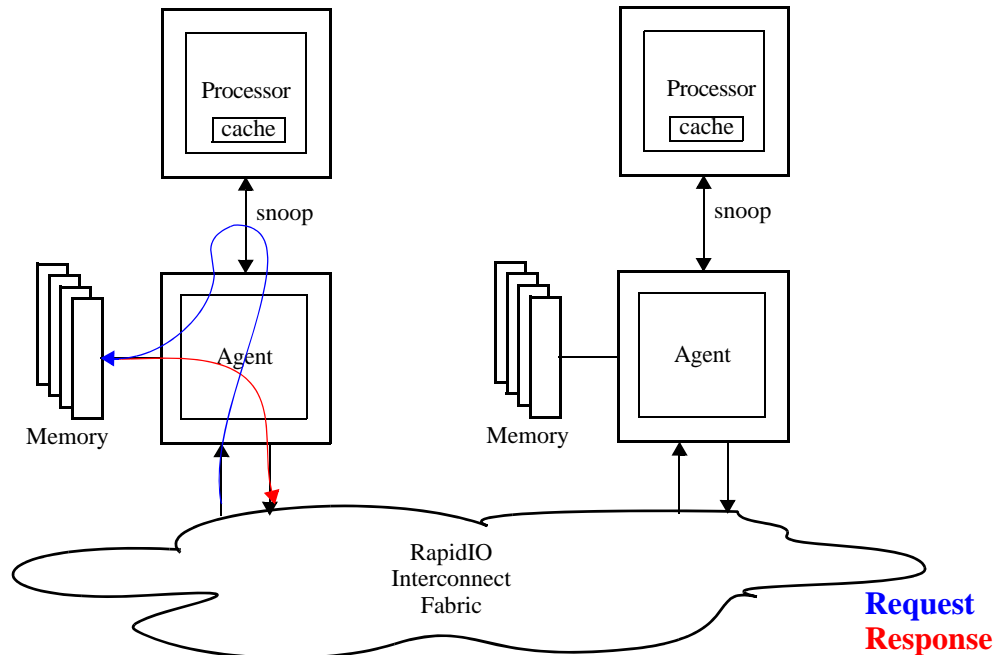 Processor
cache
Processor
cache
snoop
snoop
Agent
Agent
Memory
Memory
RapidIO
Interconnect
Fabric
Request
Response